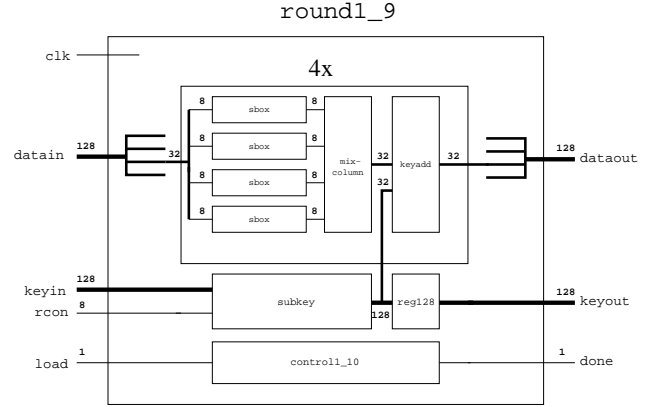 round1_9
clk
4x
8 sbox 8
128 datain 32
8 sbox 8
mix-column
32 keyadd 32
128 dataout
8 sbox 8
32
8 sbox 8
keyin 128
subkey
128
reg128
128 keyout
rcon 8
load 1
control1_10
1 done